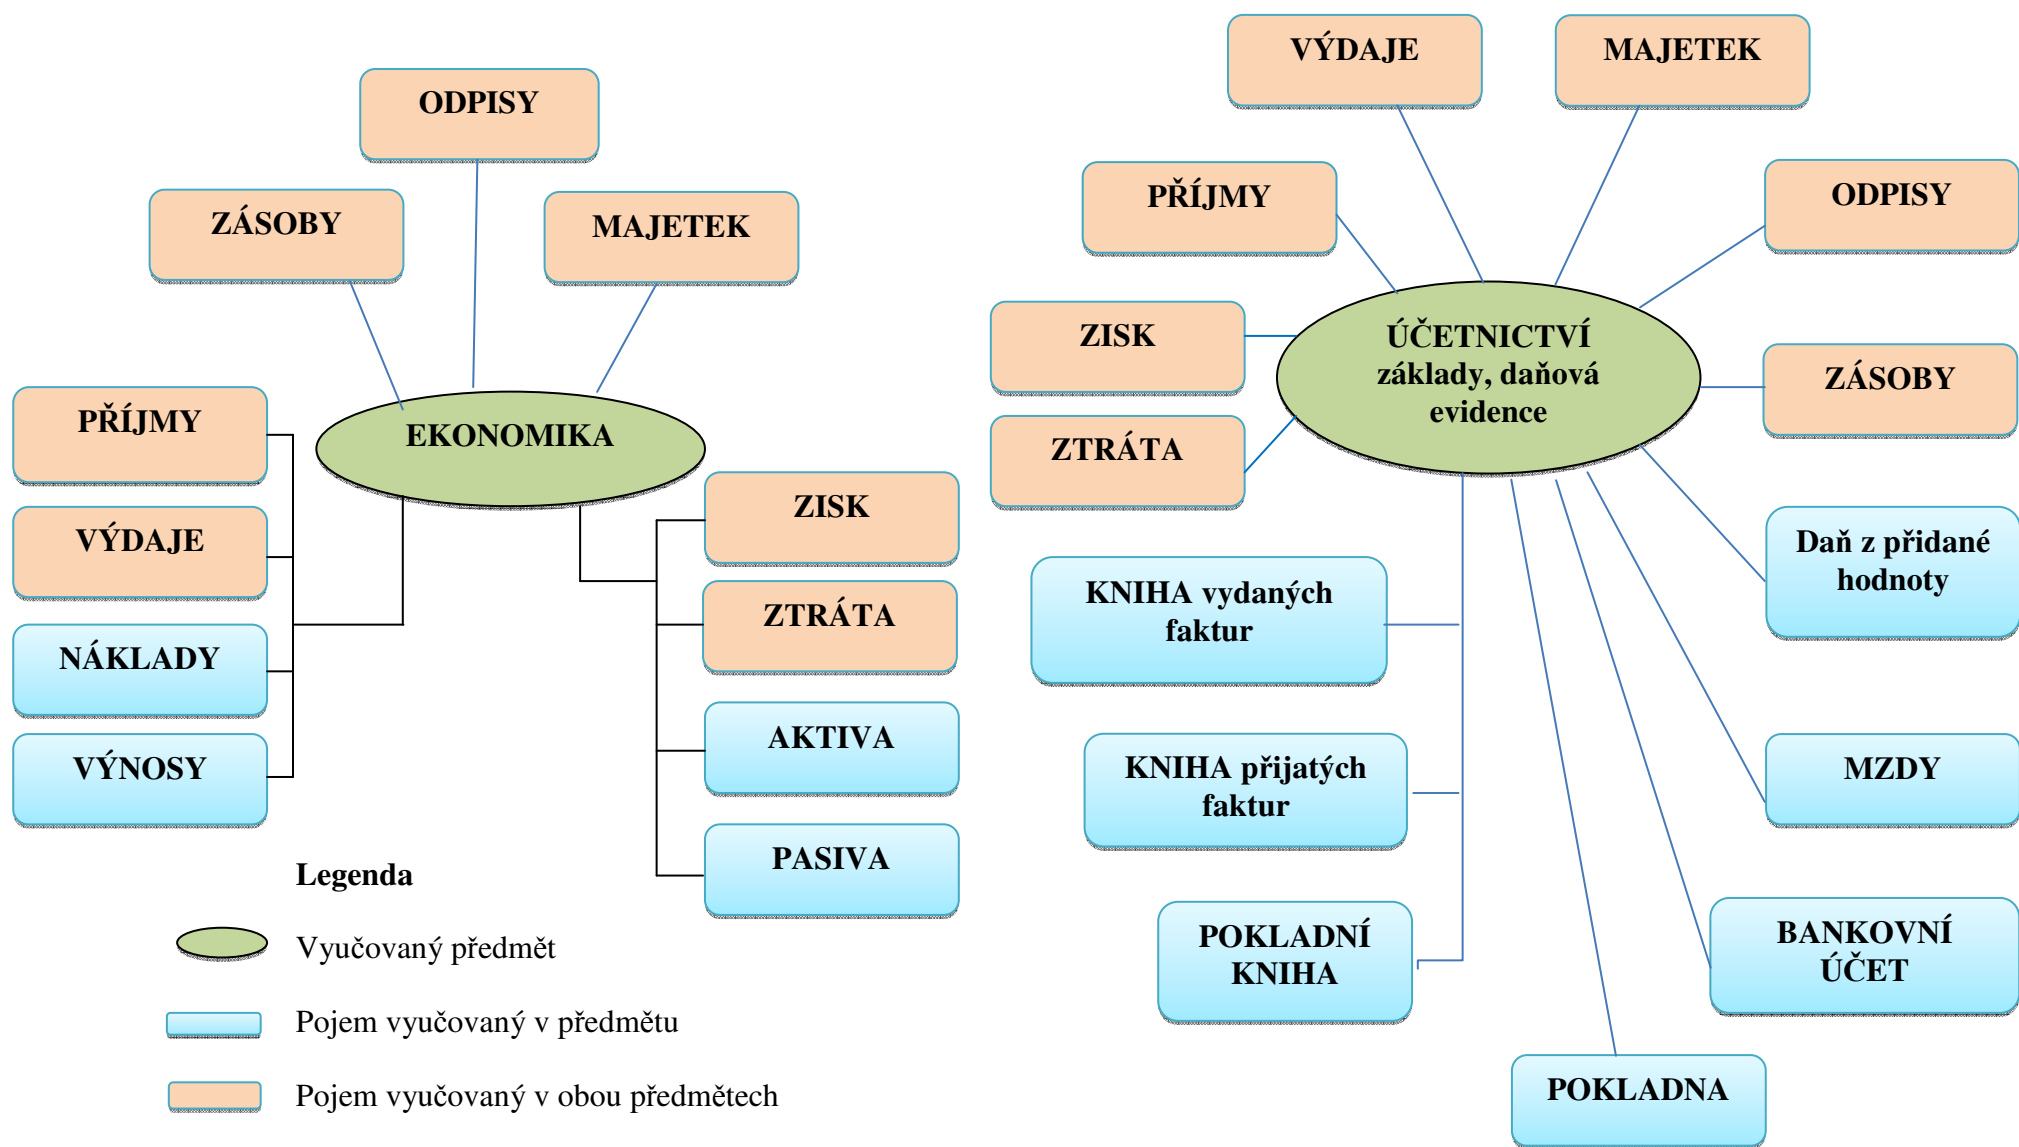 ODPISY
ZÁSOBY
MAJETEK
EKONOMIKA
PŘÍJMY
VÝDAJE
NÁKLADY
VÝNOSY
ZISK
ZTRÁTA
AKTIVA
PASIVA
Legenda
Vyučovaný předmět
Pojem vyučovaný v předmětu
Pojem vyučovaný v obou předmětech
VÝDAJE
MAJETEK
PŘÍJMY
ODPISY
ZISK
ZTRÁTA
ÚČETNICTVÍ
základy, daňová
evidence
ZÁSOBY
Daň z přidané
hodnoty
KNIHA vydaných
faktur
KNIHA přijatých
faktur
MZDY
POKLADNÍ
KNIHA
BANKOVNÍ
ÚČET
POKLADNA